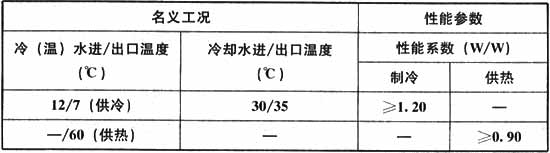 名义工况 性能参数
冷(温)水进/出口温度 冷却水进/出口温度 性能系数(W/W)
(℃) (℃) 制冷 供热
12/7(供冷) 30/35 ≥1.20 —
—/60(供热) — — ≥0.90